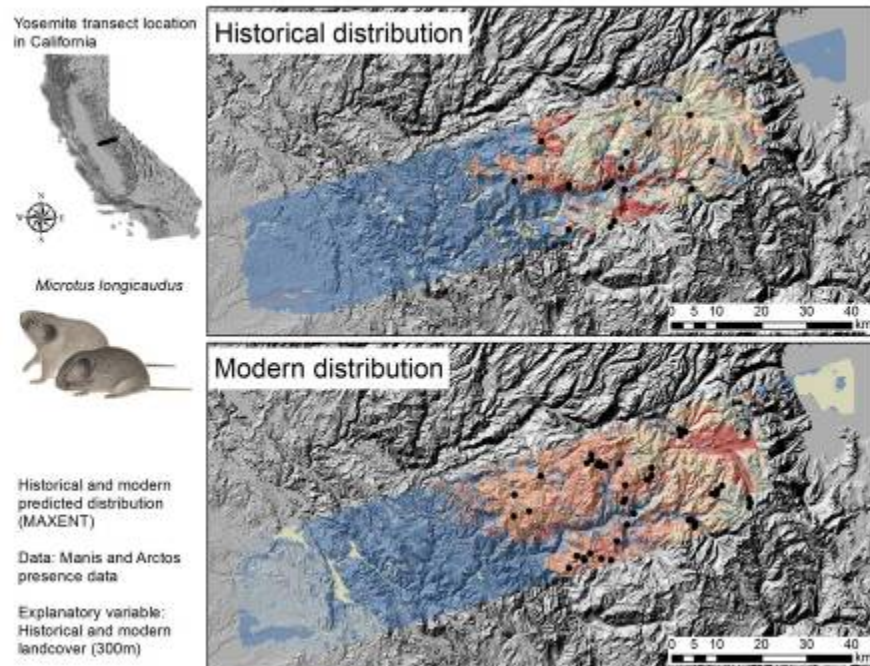 Yosemite transect location
in California
N
W E
S
Microtus longicaudus
Historical and modern
predicted distribution
(MAXENT)
Data: Manis and Arctos
presence data
Explanatory variable:
Historical and modern
landcover (300m)
Historical distribution
0 5 10 20 30 40
km
Modern distribution
0 5 10 20 30 40
km